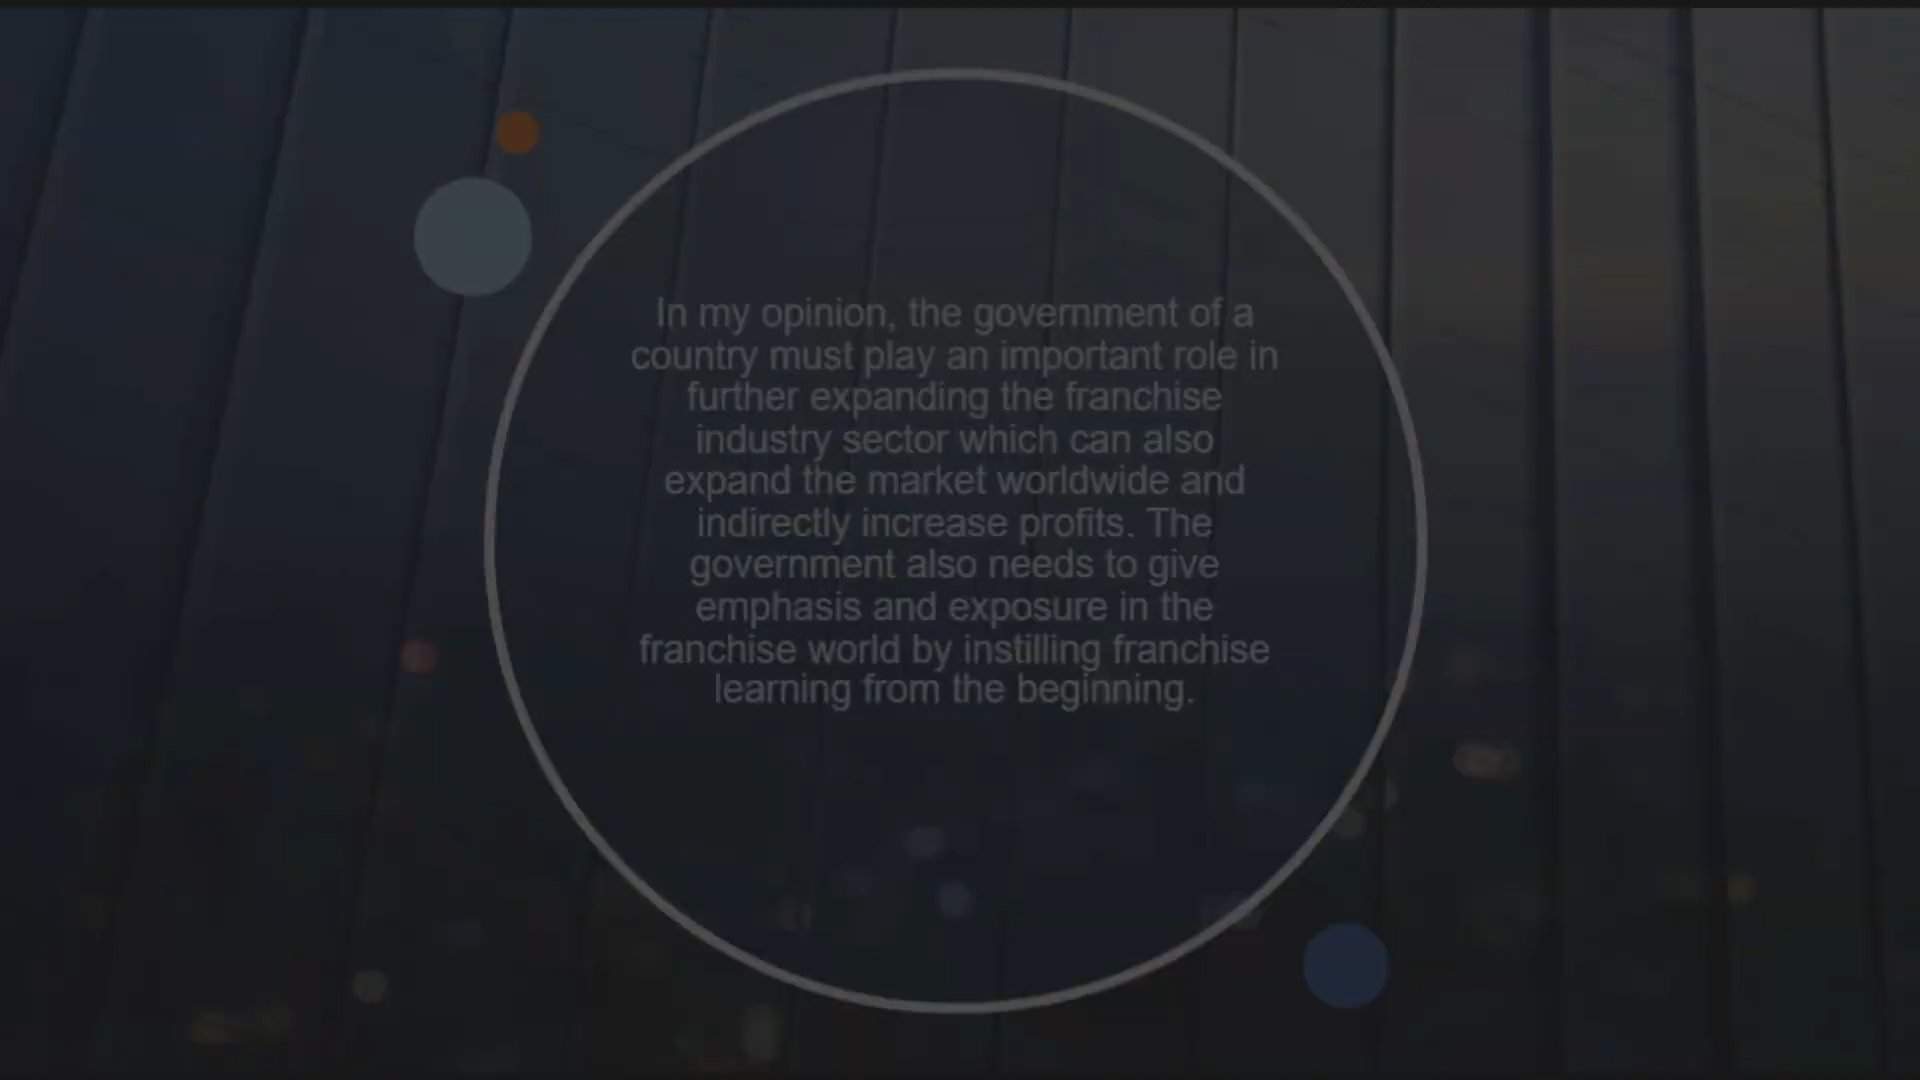 In my opinion, the government of a
country must play an important role in
further expanding the franchise
industry sector which can also
expand the market worldwide and
indirectly increase profits. The
government also needs to give
emphasis and exposure in the
franchise world by instilling franchise
learning from the beginning.